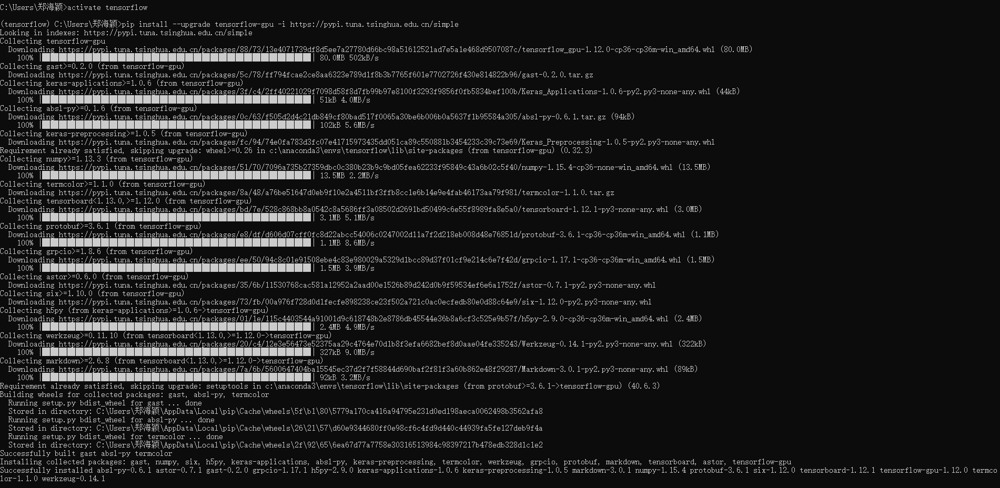 C:\Users\郑海颖>activate tensorflow
(tensorflow) C:\Users\郑海颖>pip install --upgrade tensorflow-gpu -i https://pypi.tuna.tsinghua.edu.cn/simple
Looking in indexes: https://pypi.tuna.tsinghua.edu.cn/simple
Collecting tensorflow-gpu
Downloading https://pypi.tuna.tsinghua.edu.cn/packages/88/73/13e4071739df8d5ee7a27780d66bc98a51612521ad7e5a1e468d9507087c/tensorflow_gpu-1.12.0-cp36-cp36m-win_amd64.whl (80.0MB)
100% |████████████████████████████████| 80.0MB 502kB/s
Collecting gast>=0.2.0 (from tensorflow-gpu)
Downloading https://pypi.tuna.tsinghua.edu.cn/packages/5c/78/ff794fcae2ce8aa6323e789d1f8b3b7765f601e7702726f430e814822b96/gast-0.2.0.tar.gz
Collecting keras-applications>=1.0.6 (from tensorflow-gpu)
Downloading https://pypi.tuna.tsinghua.edu.cn/packages/3f/c4/2ff40221029f7098d58f8d7fb99b97e8100f3293f9856f0fb5834bef100b/Keras_Applications-1.0.6-py2.py3-none-any.whl (44kB)
100% |████████████████████████████████| 51kB 4.0MB/s
Collecting absl-py>=0.1.6 (from tensorflow-gpu)
Downloading https://pypi.tuna.tsinghua.edu.cn/packages/0c/63/f505d2d4c21db849cf80bad517f0065a30be6b006b0a5637f1b95584a305/absl-py-0.6.1.tar.gz (94kB)
100% |████████████████████████████████| 102kB 5.6MB/s
Collecting keras-preprocessing>=1.0.5 (from tensorflow-gpu)
Downloading https://pypi.tuna.tsinghua.edu.cn/packages/fc/94/74e0fa783d3fc07e41715973435dd051ca89c550881b3454233c39c73e69/Keras_Preprocessing-1.0.5-py2.py3-none-any.whl
Requirement already satisfied, skipping upgrade: wheel>=0.26 in c:\anaconda3\envs\tensorflow\lib\site-packages (from tensorflow-gpu) (0.32.3)
Collecting numpy>=1.13.3 (from tensorflow-gpu)
Downloading https://pypi.tuna.tsinghua.edu.cn/packages/51/70/7096a735b27359dbc0c380b23b9c9bd05fea62233f95849c43a6b02c5f40/numpy-1.15.4-cp36-none-win_amd64.whl (13.5MB)
100% |████████████████████████████████| 13.5MB 2.2MB/s
Collecting termcolor>=1.1.0 (from tensorflow-gpu)
Downloading https://pypi.tuna.tsinghua.edu.cn/packages/8a/48/a76be51647d0eb9f10e2a4511bf3ffb8cc1e6b14e9e4fab46173aa79f981/termcolor-1.1.0.tar.gz
Collecting tensorboard<1.13.0,>=1.12.0 (from tensorflow-gpu)
Downloading https://pypi.tuna.tsinghua.edu.cn/packages/bd/7e/528c868bb8a0542c8a5686ff3a08502d2691bd50499c6e55f8989fa8e5a0/tensorboard-1.12.1-py3-none-any.whl (3.0MB)
100% |████████████████████████████████| 3.1MB 5.1MB/s
Collecting protobuf>=3.6.1 (from tensorflow-gpu)
Downloading https://pypi.tuna.tsinghua.edu.cn/packages/e8/df/d606d07cff0fc8d22abcc54006c0247002d11a7f2d218eb008d48e76851d/protobuf-3.6.1-cp36-cp36m-win_amd64.whl (1.1MB)
100% |████████████████████████████████| 1.1MB 8.6MB/s
Collecting grpcio>=1.8.6 (from tensorflow-gpu)
Downloading https://pypi.tuna.tsinghua.edu.cn/packages/ee/50/94c8c01e91508ebe4c83e980029a5329d1bcc89d37f01cf9e214c6e7f42d/grpcio-1.17.1-cp36-cp36m-win_amd64.whl (1.5MB)
100% |████████████████████████████████| 1.5MB 3.9MB/s
Collecting astor>=0.6.0 (from tensorflow-gpu)
Downloading https://pypi.tuna.tsinghua.edu.cn/packages/35/6b/11530768cac581a12952a2aad00e1526b89d242d0b9f59534ef6e6a1752f/astor-0.7.1-py2.py3-none-any.whl
Collecting six>=1.10.0 (from tensorflow-gpu)
Downloading https://pypi.tuna.tsinghua.edu.cn/packages/73/fb/00a976f728d0d1fecfe898238ce23f502a721c0ac0ecfedb80e0d88c64e9/six-1.12.0-py2.py3-none-any.whl
Collecting h5py (from keras-applications>=1.0.6->tensorflow-gpu)
Downloading https://pypi.tuna.tsinghua.edu.cn/packages/01/1e/115c4403544a91001d9c618748b2e8786db45544e36b8a6cf3c525e9b57f/h5py-2.9.0-cp36-cp36m-win_amd64.whl (2.4MB)
100% |████████████████████████████████| 2.4MB 4.9MB/s
Collecting werkzeug>=0.11.10 (from tensorboard<1.13.0,>=1.12.0->tensorflow-gpu)
Downloading https://pypi.tuna.tsinghua.edu.cn/packages/20/c4/12e3e56473e52375aa29c4764e70d1b8f3efa6682bef8d0aae04fe335243/Werkzeug-0.14.1-py2.py3-none-any.whl (322kB)
100% |████████████████████████████████| 327kB 9.0MB/s
Collecting markdown>=2.6.8 (from tensorboard<1.13.0,>=1.12.0->tensorflow-gpu)
Downloading https://pypi.tuna.tsinghua.edu.cn/packages/7a/6b/5600647404ba15545ec37d2f7f58844d690baf2f81f3a60b862e48f29287/Markdown-3.0.1-py2.py3-none-any.whl (89kB)
100% |████████████████████████████████| 92kB 3.2MB/s
Requirement already satisfied, skipping upgrade: setuptools in c:\anaconda3\envs\tensorflow\lib\site-packages (from protobuf>=3.6.1->tensorflow-gpu) (40.6.3)
Building wheels for collected packages: gast, absl-py, termcolor
Running setup.py bdist_wheel for gast ... done
Stored in directory: C:\Users\郑海颖\AppData\Local\pip\Cache\wheels\5f\b1\80\5779a170ca416a94795e231d0ed198aeca0062498b3562afa8
Running setup.py bdist_wheel for absl-py ... done
Stored in directory: C:\Users\郑海颖\AppData\Local\pip\Cache\wheels\26\21\57\d60e9344680ff0e98cf6c4fd9d440c44939fa5fe127deb9f4a
Running setup.py bdist_wheel for termcolor ... done
Stored in directory: C:\Users\郑海颖\AppData\Local\pip\Cache\wheels\2f\92\65\6ea67d77a7758e30316513984c98397217b478edb328d1c1e2
Successfully built gast absl-py termcolor
Installing collected packages: gast, numpy, six, h5py, keras-applications, absl-py, keras-preprocessing, termcolor, werkzeug, grpcio, protobuf, markdown, tensorboard, astor, tensorflow-gpu
Successfully installed absl-py-0.6.1 astor-0.7.1 gast-0.2.0 grpcio-1.17.1 h5py-2.9.0 keras-applications-1.0.6 keras-preprocessing-1.0.5 markdown-3.0.1 numpy-1.15.4 protobuf-3.6.1 six-1.12.0 tensorboard-1.12.1 tensorflow-gpu-1.12.0 termco
lor-1.1.0 werkzeug-0.14.1